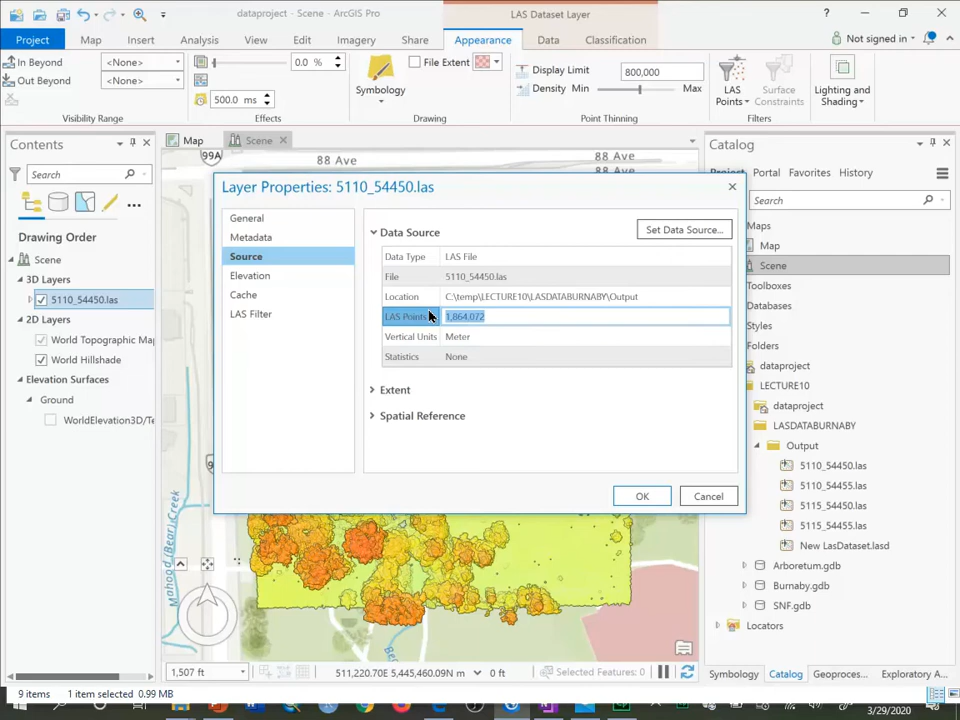 dataproject - Scene - ArcGIS Pro
LAS Dataset Layer
?
Project Map Insert Analysis View Edit Imagery Share Appearance Data Classification
Not signed in
In Beyond <None>
Out Beyond <None>
0.0 %
500.0 ms
Symbology
File Extent
Display Limit 800,000
Density Min Max
LAS Points
Surface Constraints
Lighting and Shading
Visibility Range Effects Drawing Point Thinning Filters
Contents
Search
Drawing Order
Scene
3D Layers
5110_54450.las
2D Layers
World Topographic Map
World Hillshade
Elevation Surfaces
Ground
WorldElevation3D/Te
Map Scene
99A
88 Ave
88 Ave
Mahood (Bear) Creek
Layer Properties: 5110_54450.las
General
Metadata
Source
Elevation
Cache
LAS Filter
Data Source
Set Data Source...
Data Type LAS File
File 5110_54450.las
Location C:\temp\LECTURE10\LASDATABURNABY\Output
LAS Points 1,864,072
Vertical Units Meter
Statistics None
Extent
Spatial Reference
OK Cancel
1,507 ft
511,220.70E 5,445,460.09N m 0 ft
Selected Features: 0
Catalog
Portal Favorites History
Search
Maps
Map
Scene
Toolboxes
Databases
Styles
Folders
dataproject
LECTURE10
dataproject
LASDATABURNABY
Output
5110_54450.las
5110_54455.las
5115_54450.las
5115_54455.las
New LasDataset.lasd
Arboretum.gdb
Burnaby.gdb
SNF.gdb
Locators
Symbology Catalog Geoproces... Exploratory A...
9 items 1 item selected 0.99 MB
3/29/2020